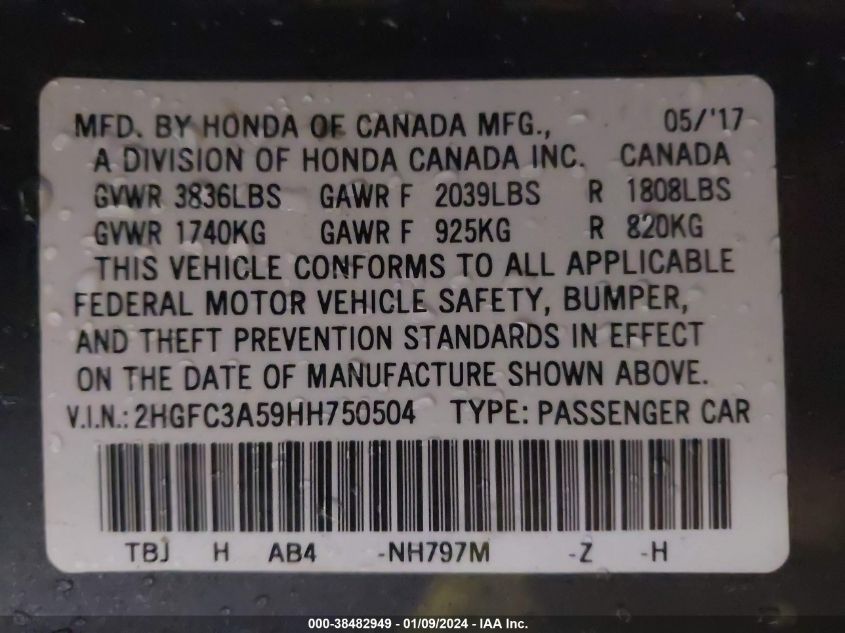 MFD. BY HONDA OF CANADA MFG., 05/'17
A DIVISION OF HONDA CANADA INC. CANADA
GVWR 3836LBS GAWR F 2039LBS R 1808LBS
GVWR 1740KG GAWR F 925KG R 820KG
THIS VEHICLE CONFORMS TO ALL APPLICABLE
FEDERAL MOTOR VEHICLE SAFETY, BUMPER,
AND THEFT PREVENTION STANDARDS IN EFFECT
ON THE DATE OF MANUFACTURE SHOWN ABOVE.
V.I.N.: 2HGFC3A59HH750504 TYPE: PASSENGER CAR
TBJ H AB4 -NH797M -Z -H
000-38482949 - 01/09/2024 - IAA Inc.